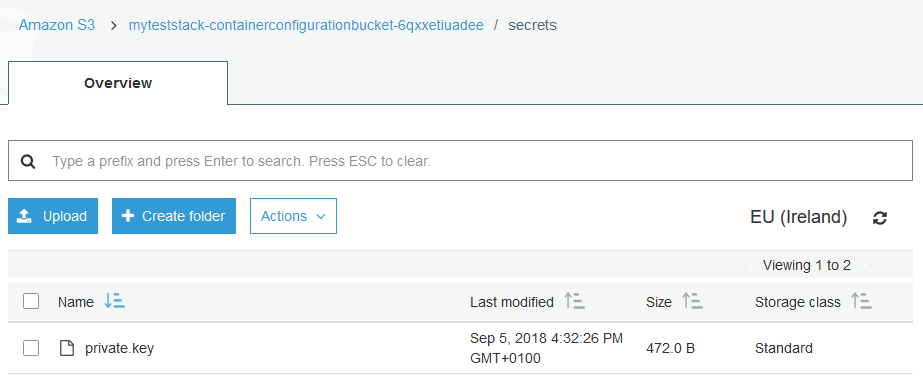 Amazon S3 > myteststack-containerconfigurationbucket-6qxxetiuadee / secrets
Overview
Type a prefix and press Enter to search. Press ESC to clear.
Upload Create folder Actions EU (Ireland)
Viewing 1 to 2
Name Last modified Size Storage class
private.key Sep 5, 2018 4:32:26 PM GMT+0100 472.0 B Standard